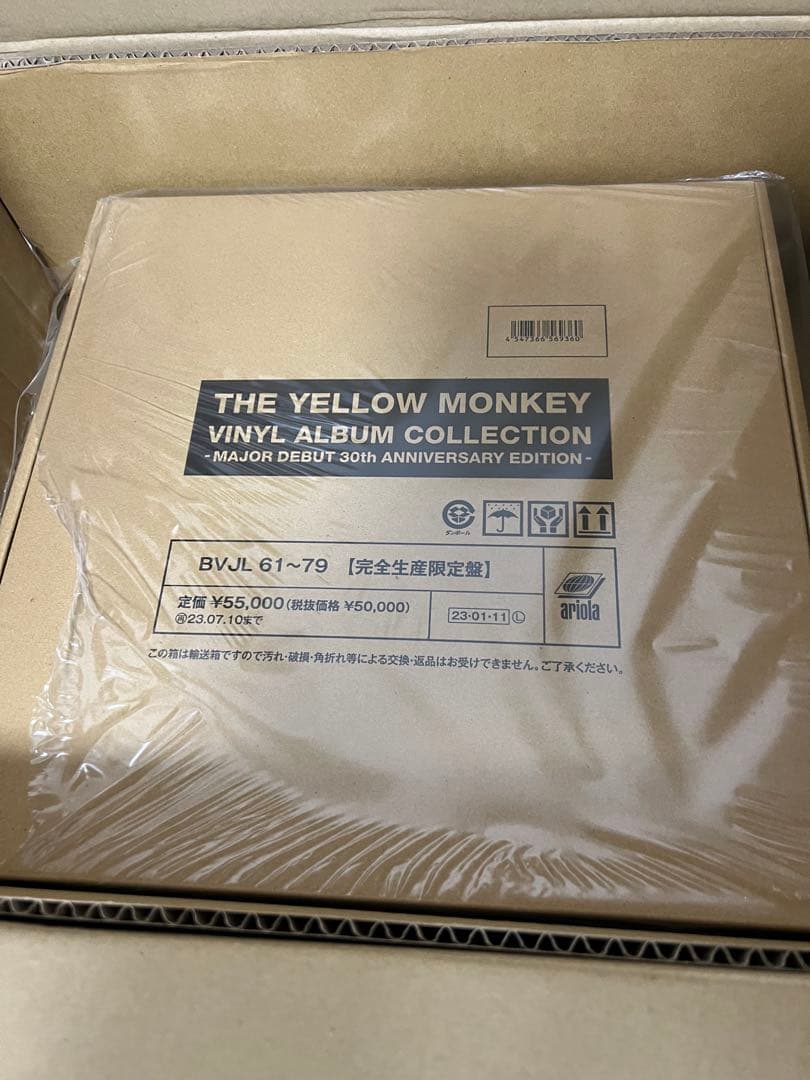 4 547366 569360
THE YELLOW MONKEY
VINYL ALBUM COLLECTION
- MAJOR DEBUT 30th ANNIVERSARY EDITION -
ダンボール
BVJL 61～79 【完全生産限定盤】
定価 ¥55,000(税抜価格 ¥50,000)
㋐23.07.10まで
23・01・11 Ⓛ
ariola
この箱は輸送箱ですので汚れ・破損・角折れ等による交換・返品はお受けできません。ご了承ください。